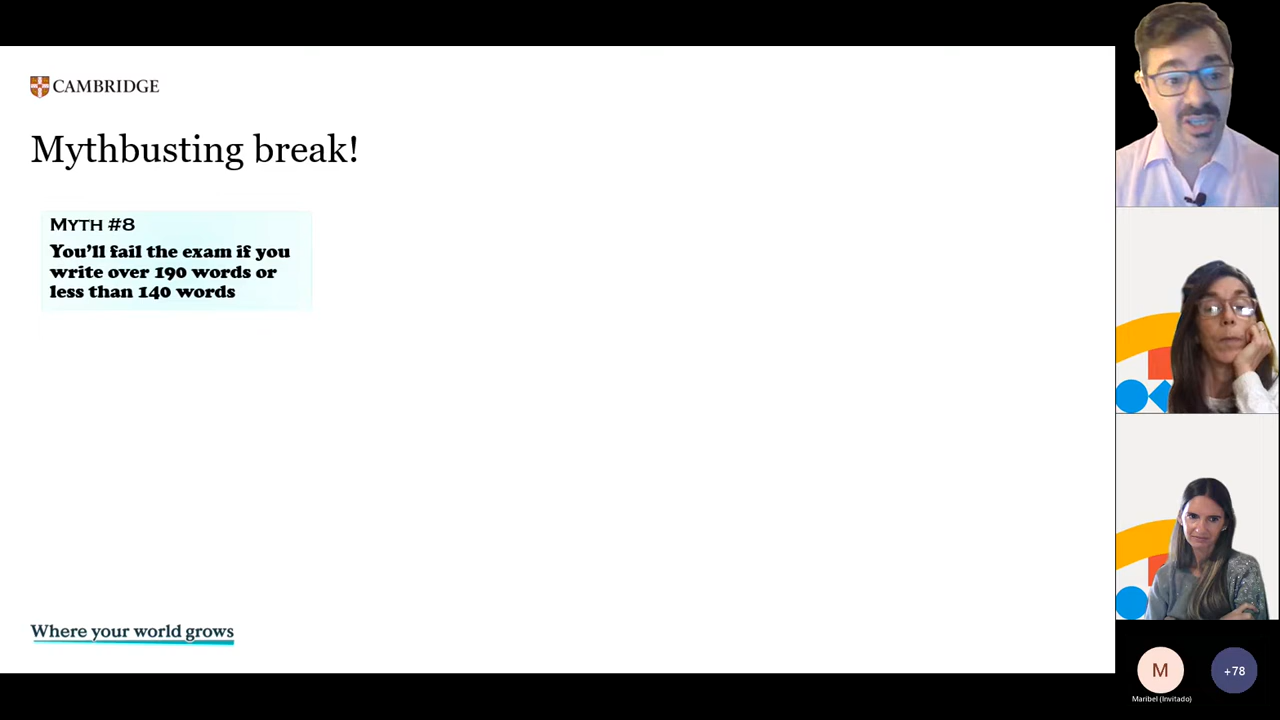 CAMBRIDGE
Mythbusting break!
MYTH #8
You'll fail the exam if you
write over 190 words or
less than 140 words
Where your world grows
M
+78
Maribel (Invitado)